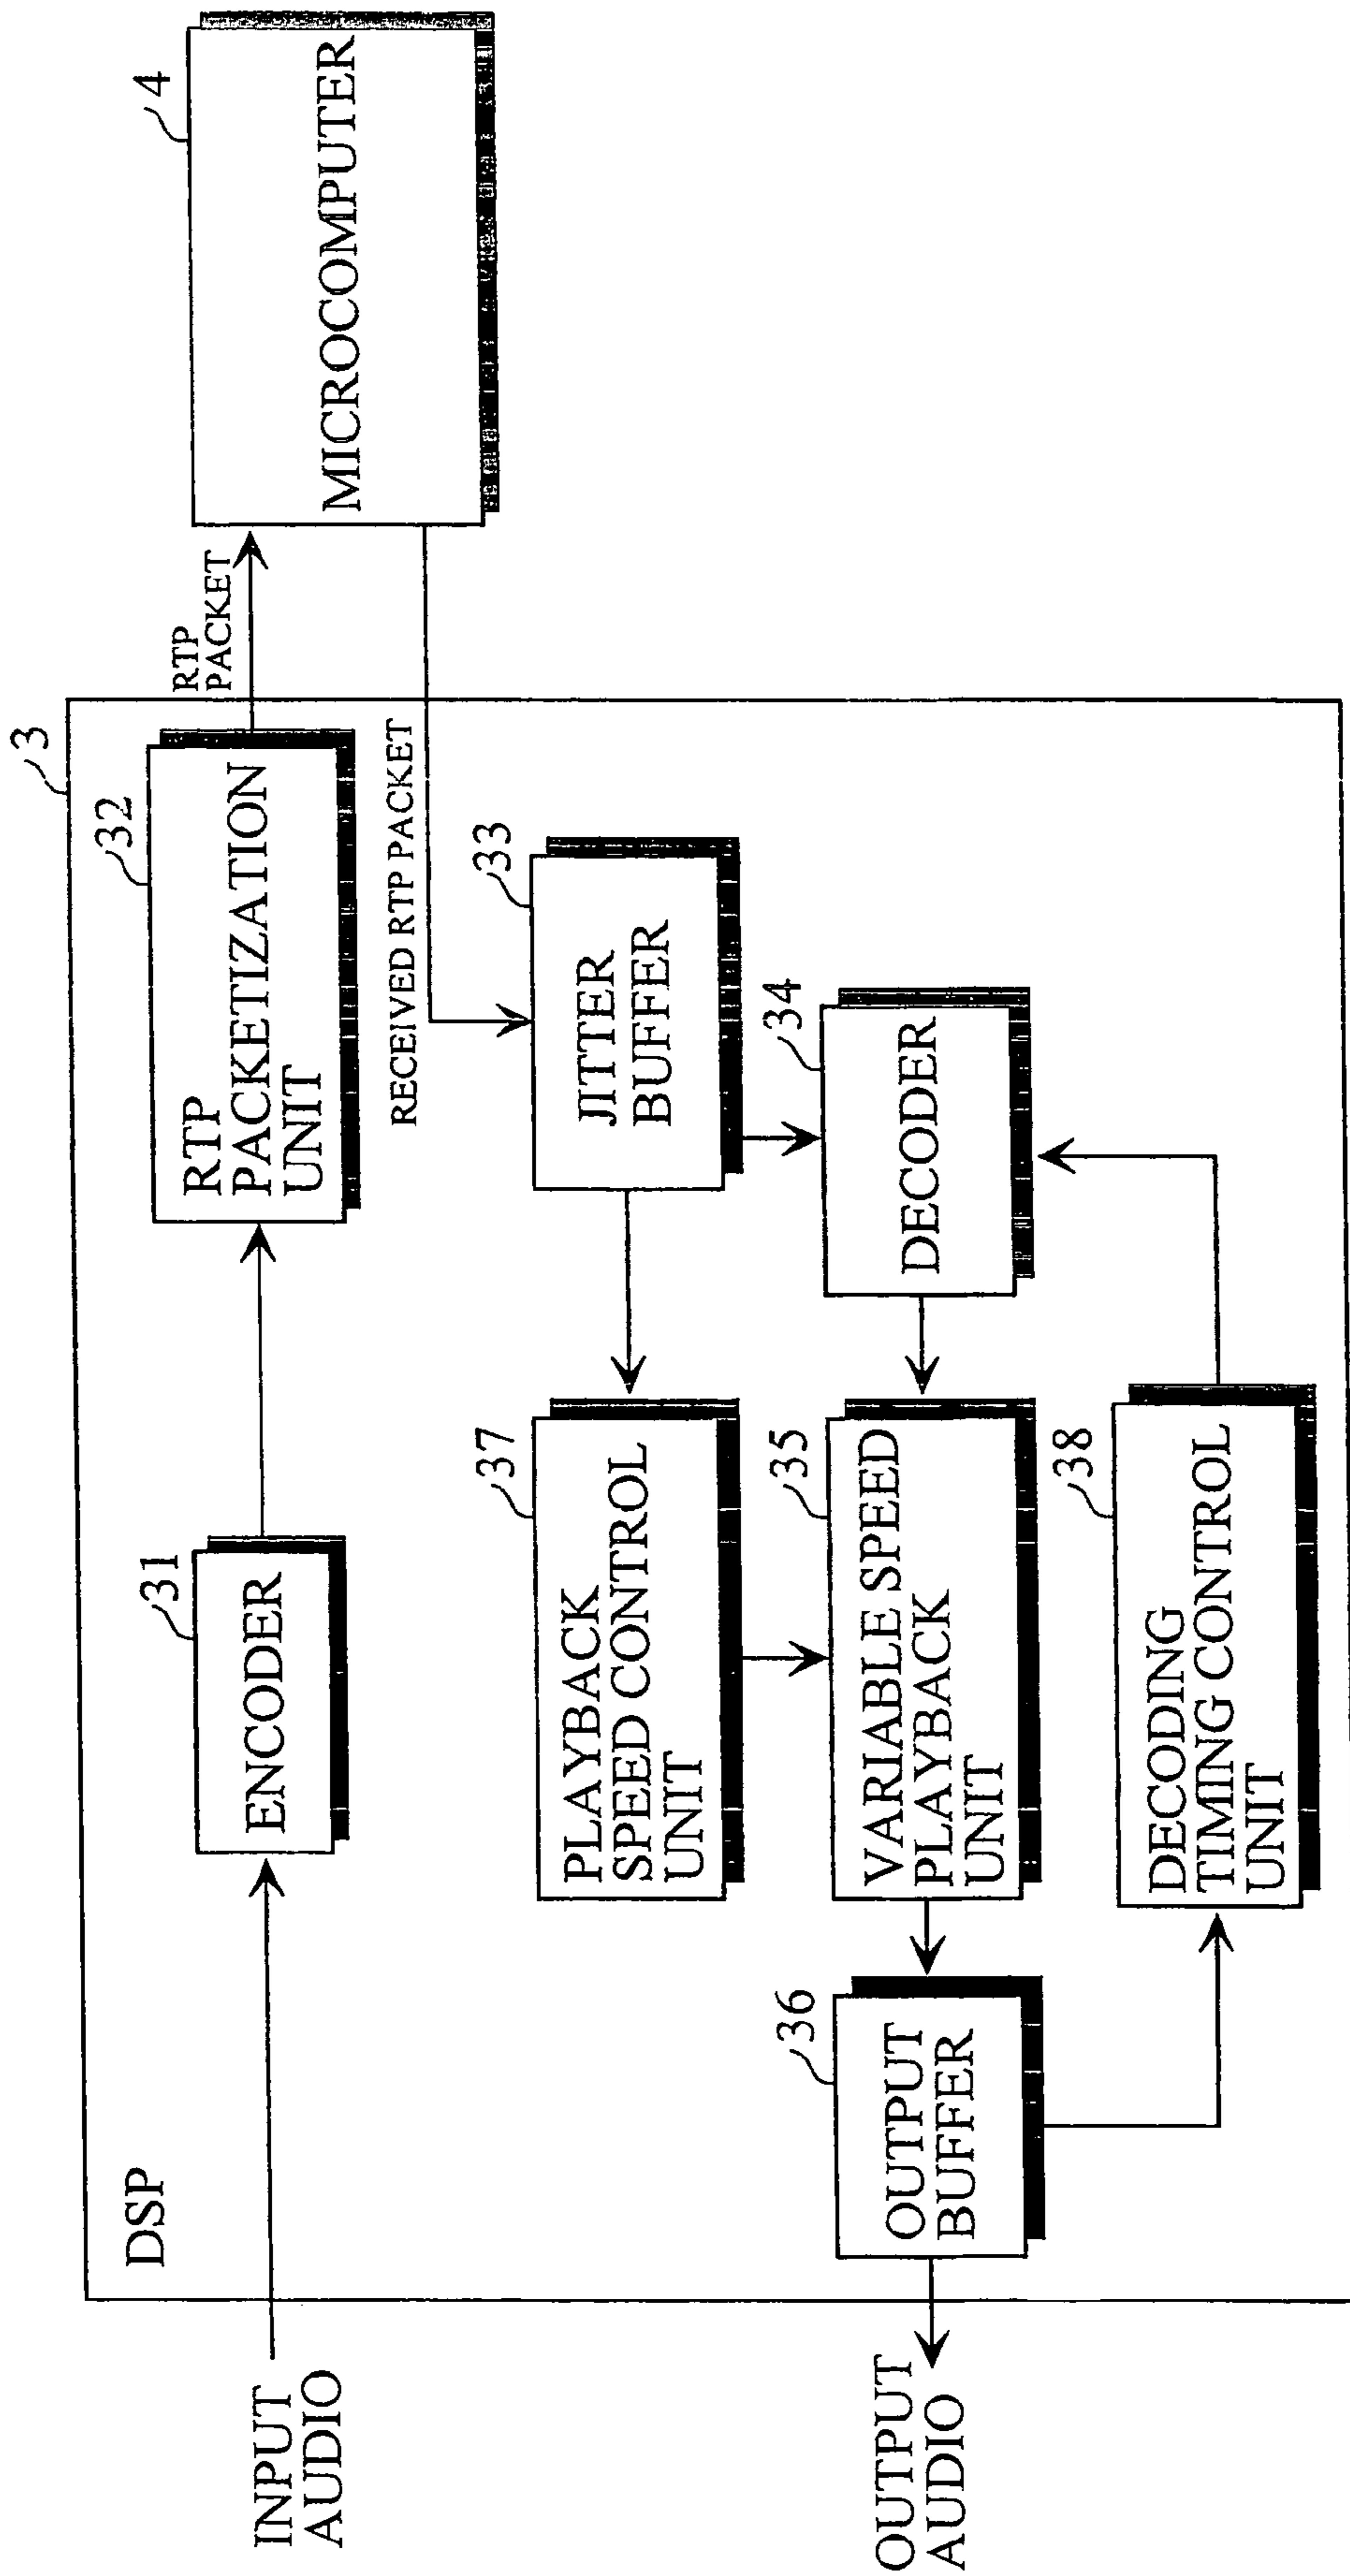 3
DSP
INPUT
AUDIO
31
ENCODER
32
RTP
PACKETIZATION
UNIT
RTP
PACKET
4
MICROCOMPUTER
RECEIVED RTP PACKET
33
JITTER
BUFFER
37
PLAYBACK
SPEED CONTROL
UNIT
34
DECODER
35
VARIABLE SPEED
PLAYBACK
UNIT
36
OUTPUT
BUFFER
OUTPUT
AUDIO
38
DECODING
TIMING CONTROL
UNIT